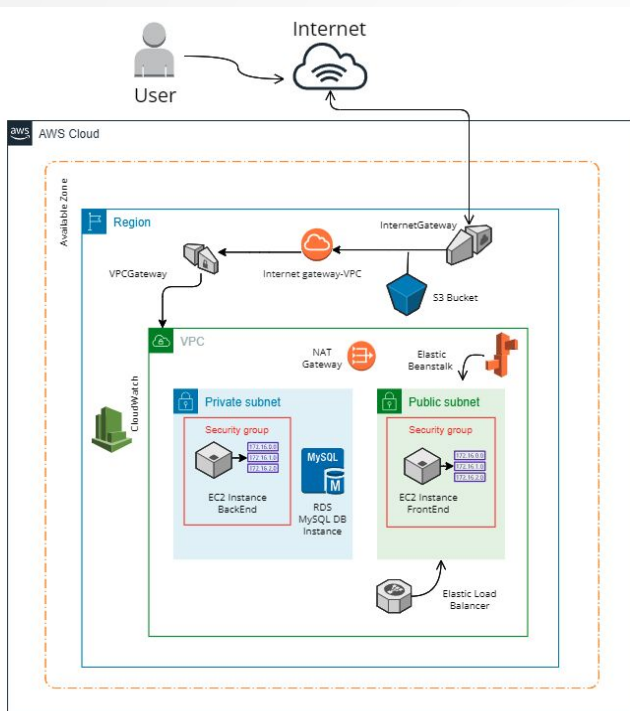 Internet
User
aws
AWS Cloud
Available Zone
Region
InternetGateway
VPCGateway
Internet gateway-VPC
S3 Bucket
VPC
NAT
Gateway
Elastic
Beanstalk
CloudWatch
Private subnet
Public subnet
Security group
Security group
172.16.0.0
172.16.1.0
172.16.2.0
MySQL
M
172.16.0.0
172.16.1.0
172.16.2.0
EC2 Instance
BackEnd
RDS
MySQL DB
Instance
EC2 Instance
FrontEnd
Elastic Load
Balancer